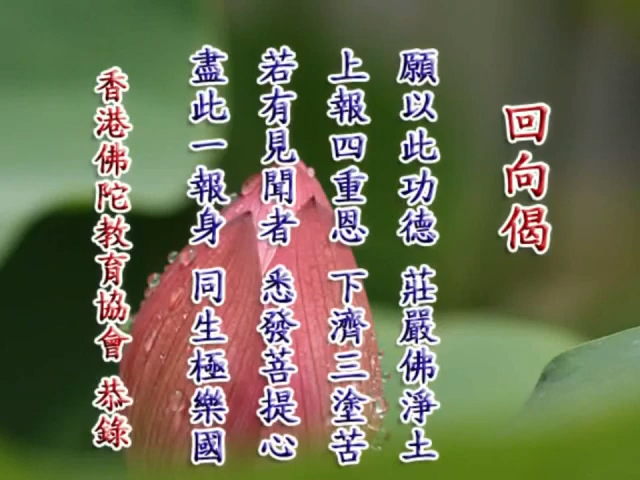 回向偈
願以此功德 莊嚴佛淨土
上報四重恩 下濟三塗苦
若有見聞者 悉發菩提心
盡此一報身 同生極樂國
香港佛陀教育協會 恭錄